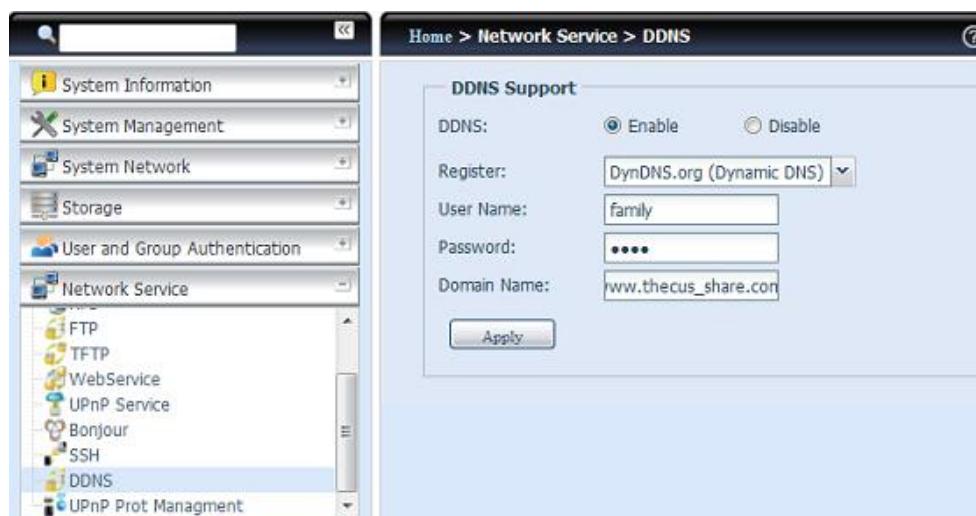 Home > Network Service > DDNS
System Information
System Management
System Network
Storage
User and Group Authentication
Network Service
FTP
TFTP
WebService
UPnP Service
Bonjour
SSH
DDNS
UPnP Prot Managment
DDNS Support
DDNS: Enable Disable
Register: DynDNS.org (Dynamic DNS)
User Name: family
Password: ••••
Domain Name: www.thecus_share.com
Apply